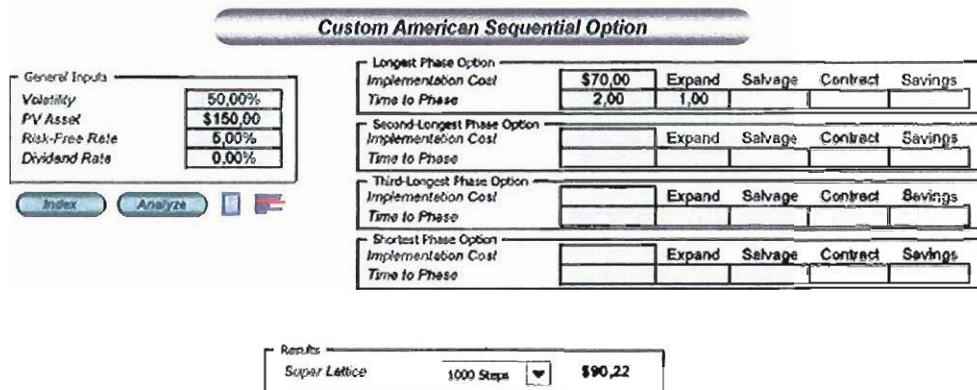 Custom American Sequential Option
General Inputs
Volatility 50,00%
PV Asset $150,00
Risk-Free Rate 5,00%
Dividend Rate 0,00%
Index Analyze
Longest Phase Option
Implementation Cost $70,00 Expand Salvage Contract Savings
Time to Phase 2,00 1,00
Second-Longest Phase Option
Implementation Cost Expand Salvage Contract Savings
Time to Phase
Third-Longest Phase Option
Implementation Cost Expand Salvage Contract Savings
Time to Phase
Shortest Phase Option
Implementation Cost Expand Salvage Contract Savings
Time to Phase
Results
Super Lattice 1000 Steps $90,22